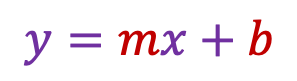 y = mx + b